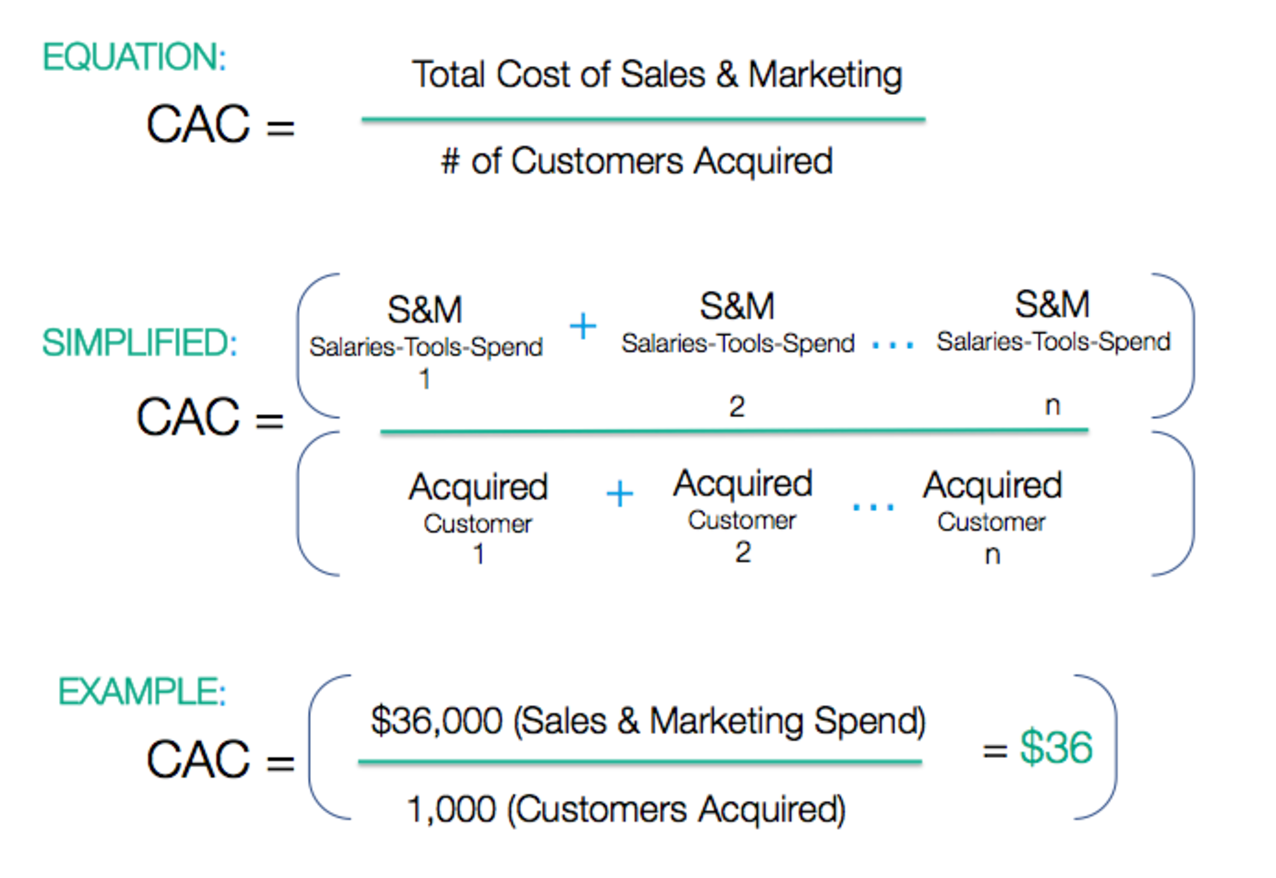 EQUATION:
Total Cost of Sales & Marketing
CAC =
# of Customers Acquired
S&M + S&M S&M
SIMPLIFIED: Salaries-Tools-Spend Salaries-Tools-Spend ... Salaries-Tools-Spend
1
2 n
CAC =
Acquired + Acquired ... Acquired
Customer Customer Customer
1 2 n
EXAMPLE:
$36,000 (Sales & Marketing Spend)
CAC = = $36
1,000 (Customers Acquired)